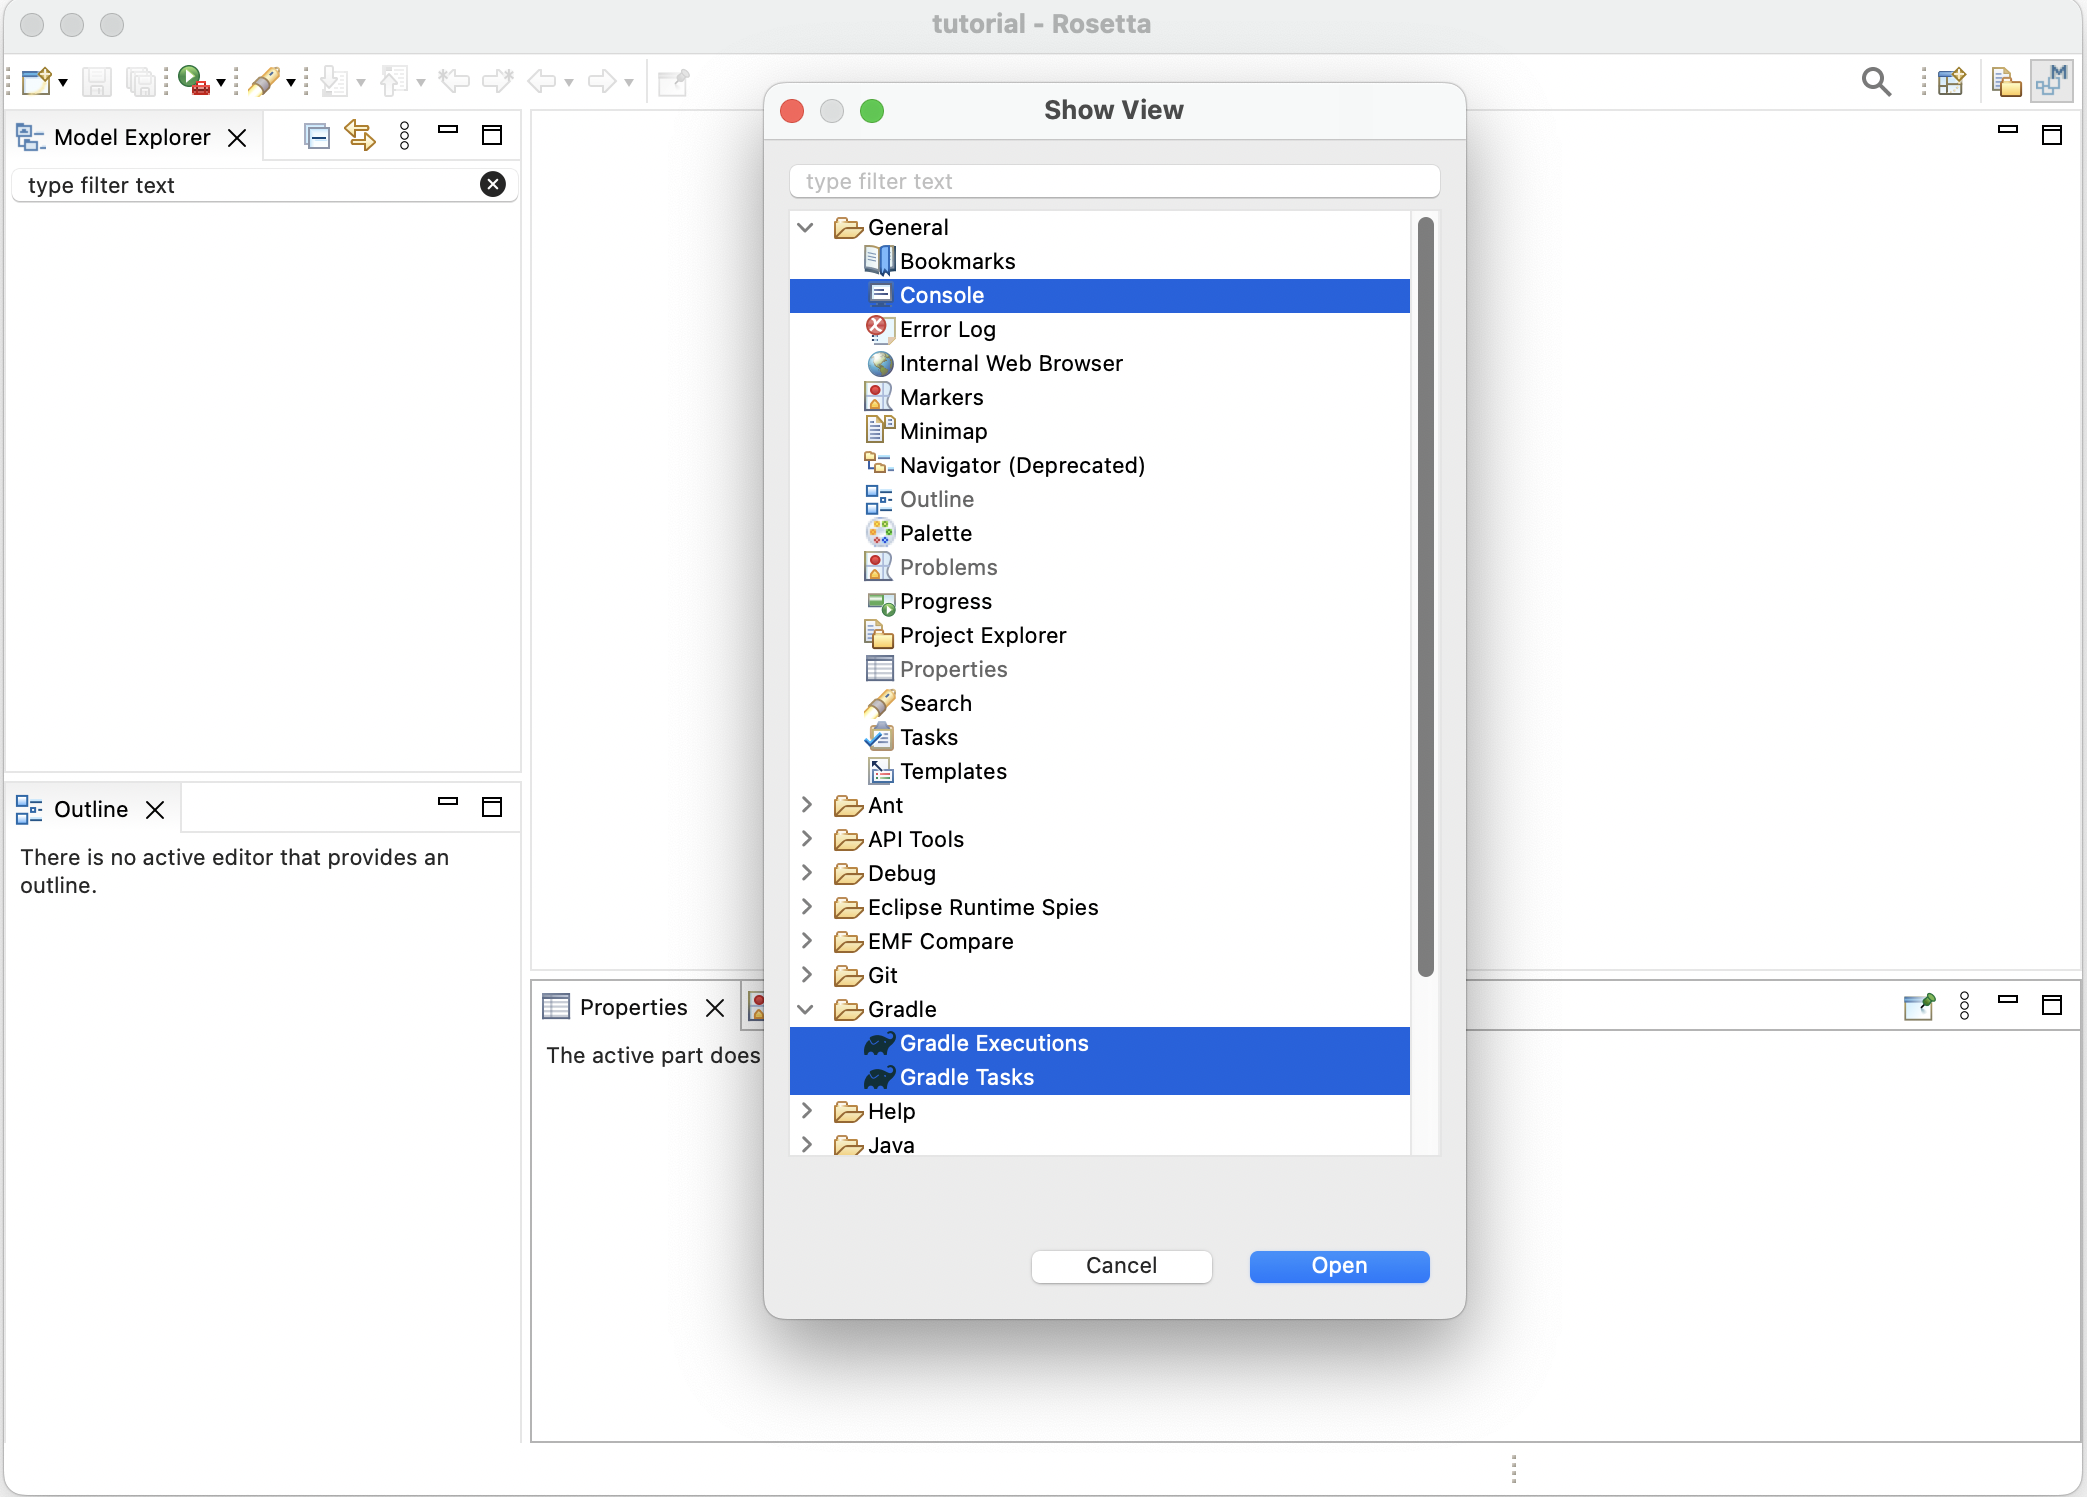 tutorial - Rosetta
Model Explorer
type filter text
Outline
There is no active editor that provides an
outline.
Properties
The active part does
Show View
type filter text
General
Bookmarks
Console
Error Log
Internal Web Browser
Markers
Minimap
Navigator (Deprecated)
Outline
Palette
Problems
Progress
Project Explorer
Properties
Search
Tasks
Templates
Ant
API Tools
Debug
Eclipse Runtime Spies
EMF Compare
Git
Gradle
Gradle Executions
Gradle Tasks
Help
Java
Cancel
Open